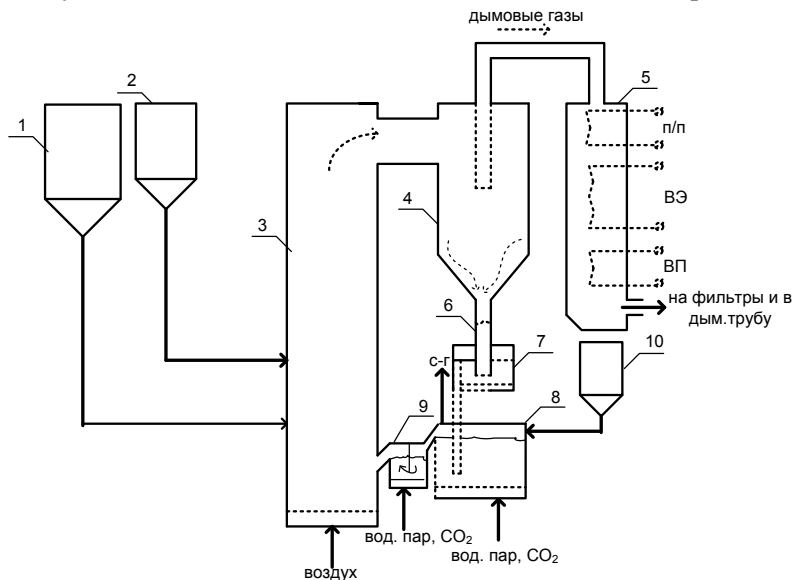 дымовые газы
1
2
5
п/п
3
4
ВЭ
ВП
на фильтры и в
дым.трубу
6
7
10
с-г
9
8
вод. пар, CO₂
вод. пар, CO₂
воздух